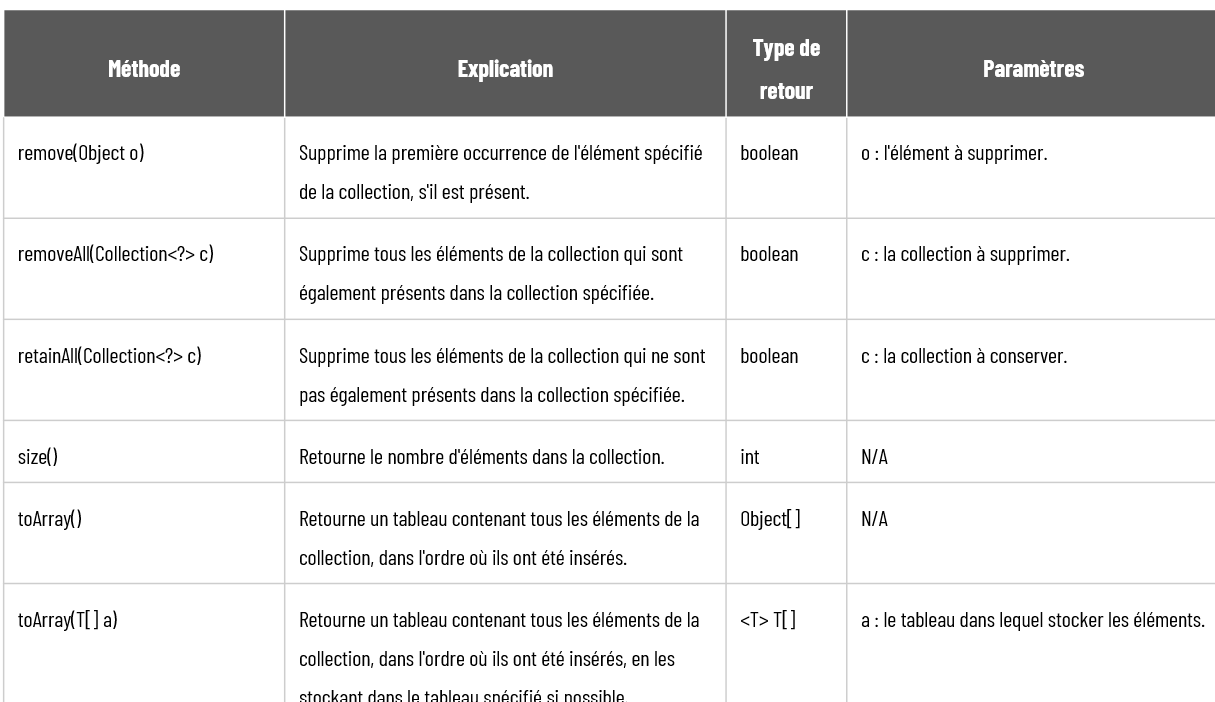 Méthode
Explication
Type de
retour
Paramètres
remove(Object o)
Supprime la première occurrence de l'élément spécifié
de la collection, s'il est présent.
boolean
o : l'élément à supprimer.
removeAll(Collection<?> c)
Supprime tous les éléments de la collection qui sont
également présents dans la collection spécifiée.
boolean
c : la collection à supprimer.
retainAll(Collection<?> c)
Supprime tous les éléments de la collection qui ne sont
pas également présents dans la collection spécifiée.
boolean
c : la collection à conserver.
size()
Retourne le nombre d'éléments dans la collection.
int
N/A
toArray()
Retourne un tableau contenant tous les éléments de la
collection, dans l'ordre où ils ont été insérés.
Object[]
N/A
toArray(T[] a)
Retourne un tableau contenant tous les éléments de la
collection, dans l'ordre où ils ont été insérés, en les
stockant dans le tableau spécifié si possible.
<T> T[]
a : le tableau dans lequel stocker les éléments.